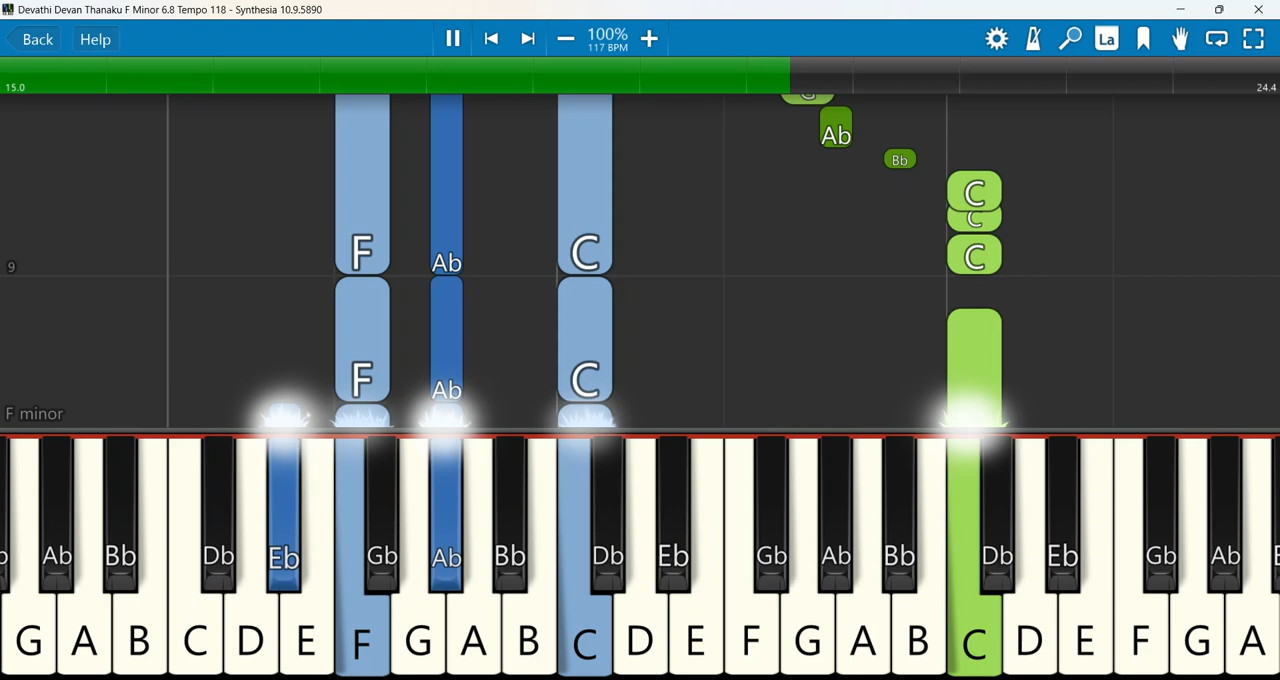 Devathi Devan Thanaku F Minor 6.8 Tempo 118 - Synthesia 10.9.5890
Back Help 100% La
117 BPM
15.0 24.4
G
Ab
Bb
C
C
F Ab C C
9
F Ab C
F minor
Ab Bb Db Eb Gb Ab Bb Db Eb Gb Ab Bb Db Eb Gb Ab
G A B C D E F G A B C D E F G A B C D E F G A